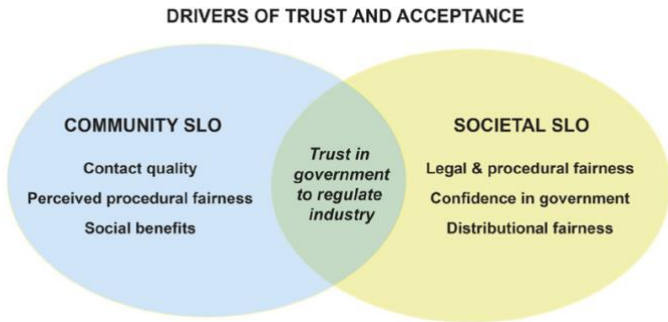 DRIVERS OF TRUST AND ACCEPTANCE
COMMUNITY SLO
Contact quality
Perceived procedural fairness
Social benefits
Trust in
government
to regulate
industry
SOCIETAL SLO
Legal & procedural fairness
Confidence in government
Distributional fairness